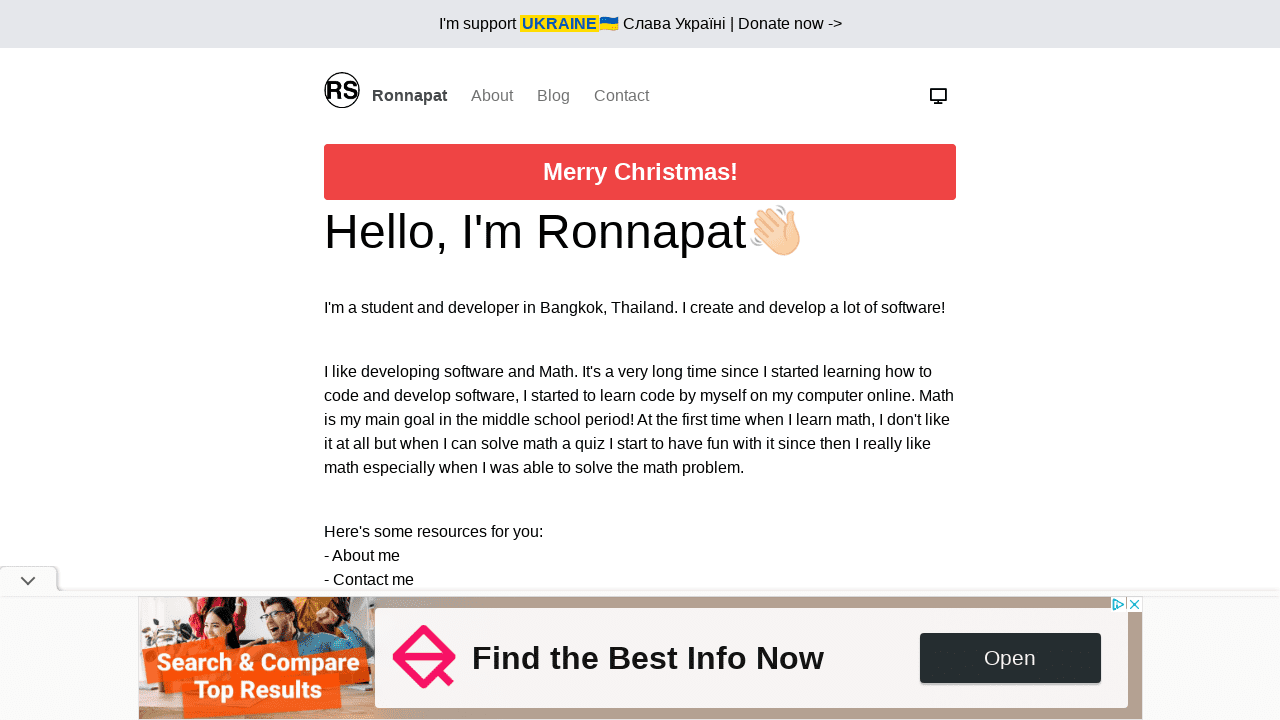 I'm support UKRAINE🇺🇦 Слава Україні | Donate now ->
RS Ronnapat About Blog Contact
Merry Christmas!
Hello, I'm Ronnapat👋🏻
I'm a student and developer in Bangkok, Thailand. I create and develop a lot of software!
I like developing software and Math. It's a very long time since I started learning how to
code and develop software, I started to learn code by myself on my computer online. Math
is my main goal in the middle school period! At the first time when I learn math, I don't like
it at all but when I can solve math a quiz I start to have fun with it since then I really like
math especially when I was able to solve the math problem.
Here's some resources for you:
- About me
- Contact me
Search & Compare
Top Results
Find the Best Info Now
Open